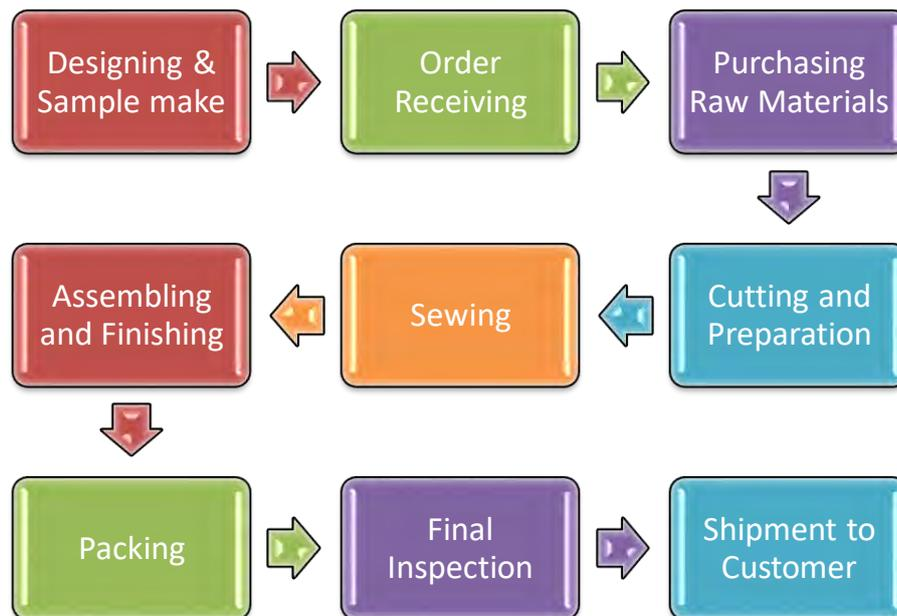 Designing &
Sample make
Order
Receiving
Purchasing
Raw Materials
Cutting and
Preparation
Sewing
Assembling
and Finishing
Packing
Final
Inspection
Shipment to
Customer